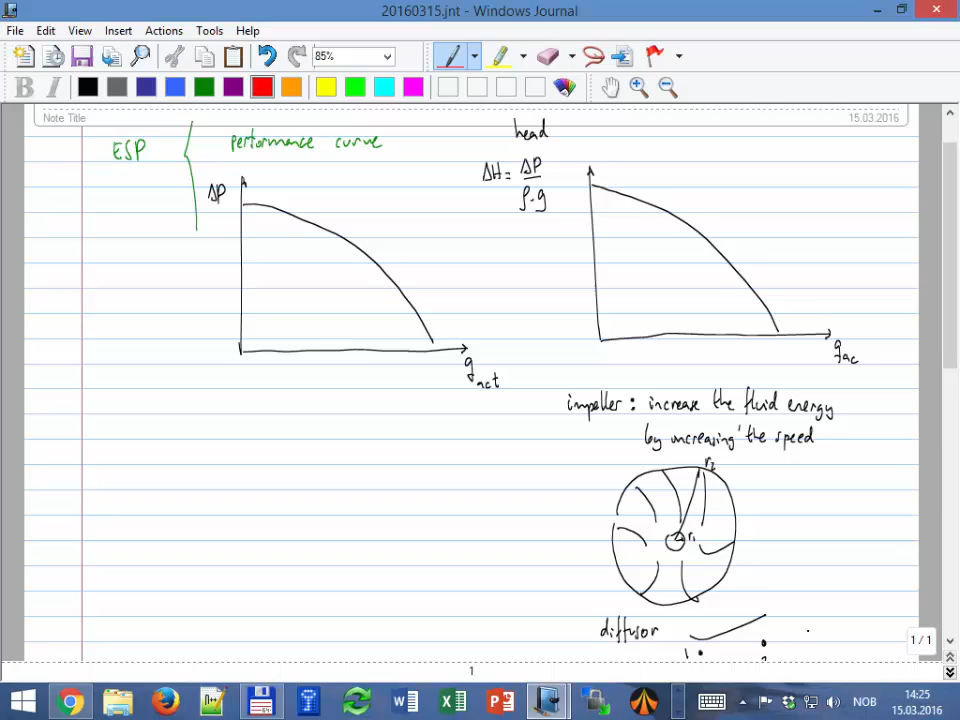 20160315.jnt - Windows Journal
File Edit View Insert Actions Tools Help
85%
B I
Note Title
15.03.2016
head
ESP
performance curve
ΔH = ΔP
ρ·g
ΔP
q act
q ac
impeller : increase the fluid energy
by increasing the speed
r2
r1
diffusor
1
2
1 / 1
1
NOB
14:25
15.03.2016